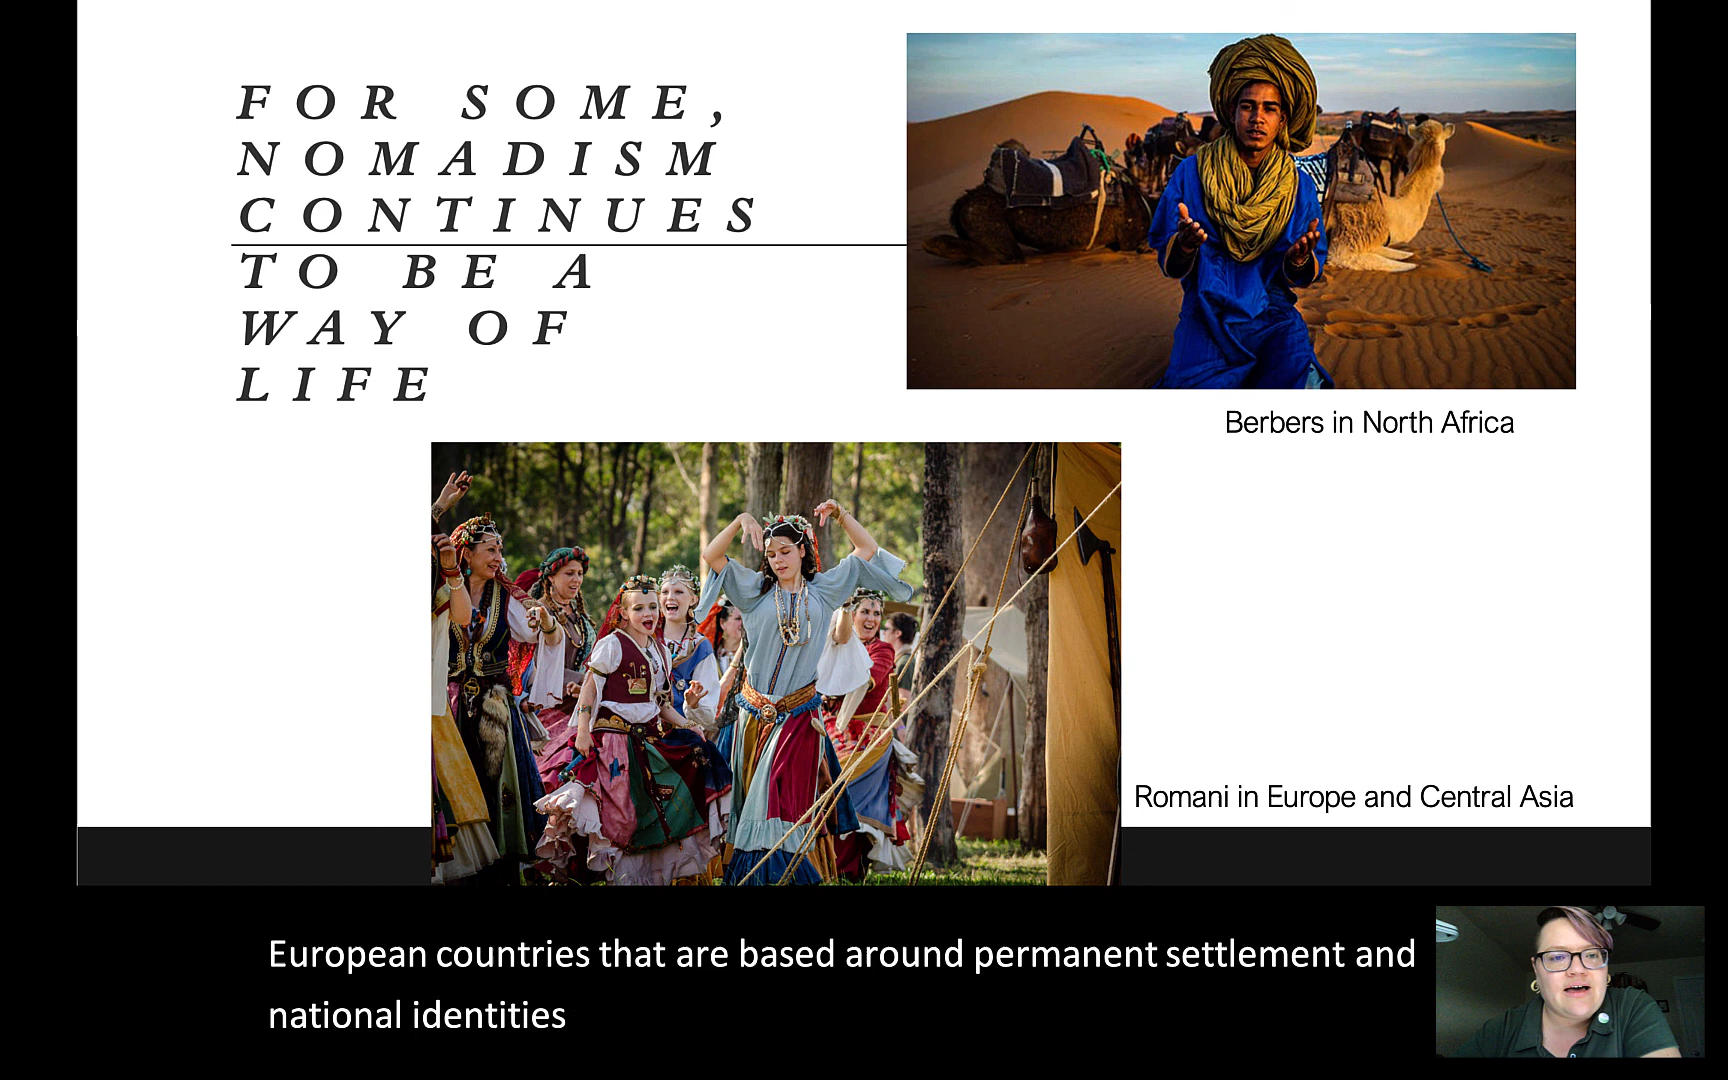 FOR SOME,
NOMADISM
CONTINUES
TO BE A
WAY OF
LIFE
Berbers in North Africa
Romani in Europe and Central Asia
European countries that are based around permanent settlement and
national identities